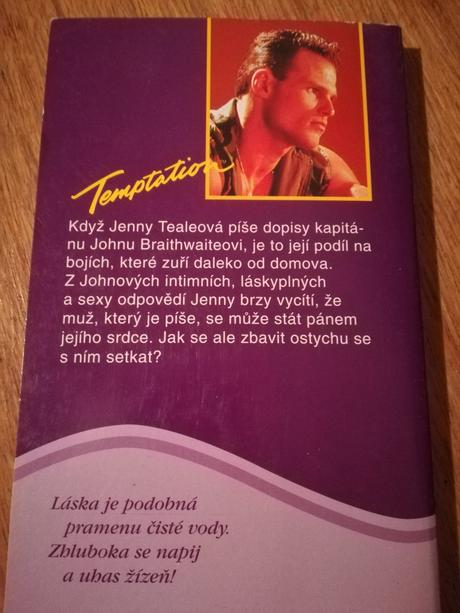 Temptation
Když Jenny Tealeová píše dopisy kapitá-
nu Johnu Braithwaiteovi, je to její podíl na
bojích, které zuří daleko od domova.
Z Johnových intimních, láskyplných
a sexy odpovědí Jenny brzy vycítí, že
muž, který je píše, se může stát pánem
jejího srdce. Jak se ale zbavit ostychu se
s ním setkat?
Láska je podobná
pramenu čisté vody.
Zhluboka se napij
a uhas žízeň!